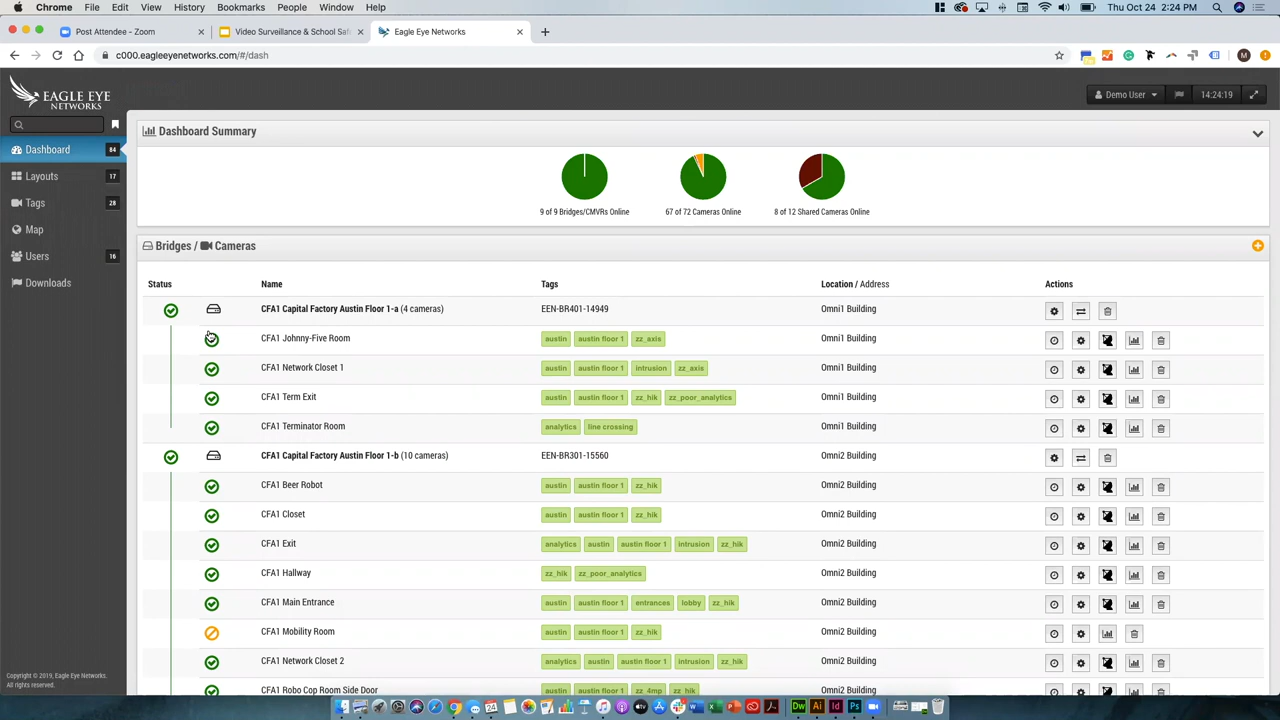 Chrome File Edit View History Bookmarks People Window Help Thu Oct 24 2:24 PM
Post Attendee - Zoom Video Surveillance & School Saf Eagle Eye Networks
c000.eagleeyenetworks.com/#/dash
EAGLE EYE
NETWORKS
Demo User 14:24:19
Dashboard 84
Layouts 17
Tags 28
Map
Users 16
Downloads
Copyright © 2019, Eagle Eye Networks.
All rights reserved.
Dashboard Summary
9 of 9 Bridges/CMVRs Online 67 of 72 Cameras Online 8 of 12 Shared Cameras Online
Bridges / Cameras
Status Name Tags Location / Address Actions
CFA1 Capital Factory Austin Floor 1-a (4 cameras) EEN-BR401-14949 Omni1 Building
CFA1 Johnny-Five Room austin austin floor 1 zz_axis Omni1 Building
CFA1 Network Closet 1 austin austin floor 1 intrusion zz_axis Omni1 Building
CFA1 Term Exit austin austin floor 1 zz_hik zz_poor_analytics Omni1 Building
CFA1 Terminator Room analytics line crossing Omni1 Building
CFA1 Capital Factory Austin Floor 1-b (10 cameras) EEN-BR301-15560 Omni2 Building
CFA1 Beer Robot austin austin floor 1 zz_hik Omni2 Building
CFA1 Closet austin austin floor 1 zz_hik Omni2 Building
CFA1 Exit analytics austin austin floor 1 intrusion zz_hik Omni2 Building
CFA1 Hallway zz_hik zz_poor_analytics Omni2 Building
CFA1 Main Entrance austin austin floor 1 entrances lobby zz_hik Omni2 Building
CFA1 Mobility Room austin austin floor 1 zz_hik Omni2 Building
CFA1 Network Closet 2 analytics austin austin floor 1 intrusion zz_hik Omni2 Building
CFA1 Robo Cop Room Side Door austin austin floor 1 zz_4mp zz_hik Omni2 Building